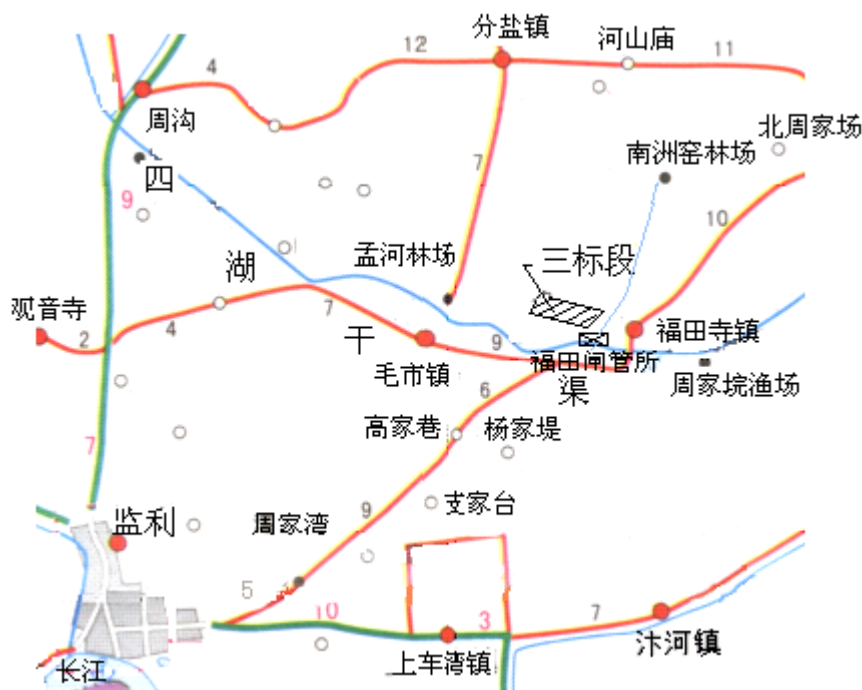 分盐镇
12
河山庙
11
4
周沟
北周家场
南洲窑林场
四
7
9
10
孟河林场
三标段
湖
观音寺
7
福田寺镇
2
4
干
9
福田闸管所
毛市镇
周家垸渔场
6
渠
高家巷
杨家堤
7
9
支家台
监利
周家湾
5
10
3
7
汴河镇
上车湾镇
长江